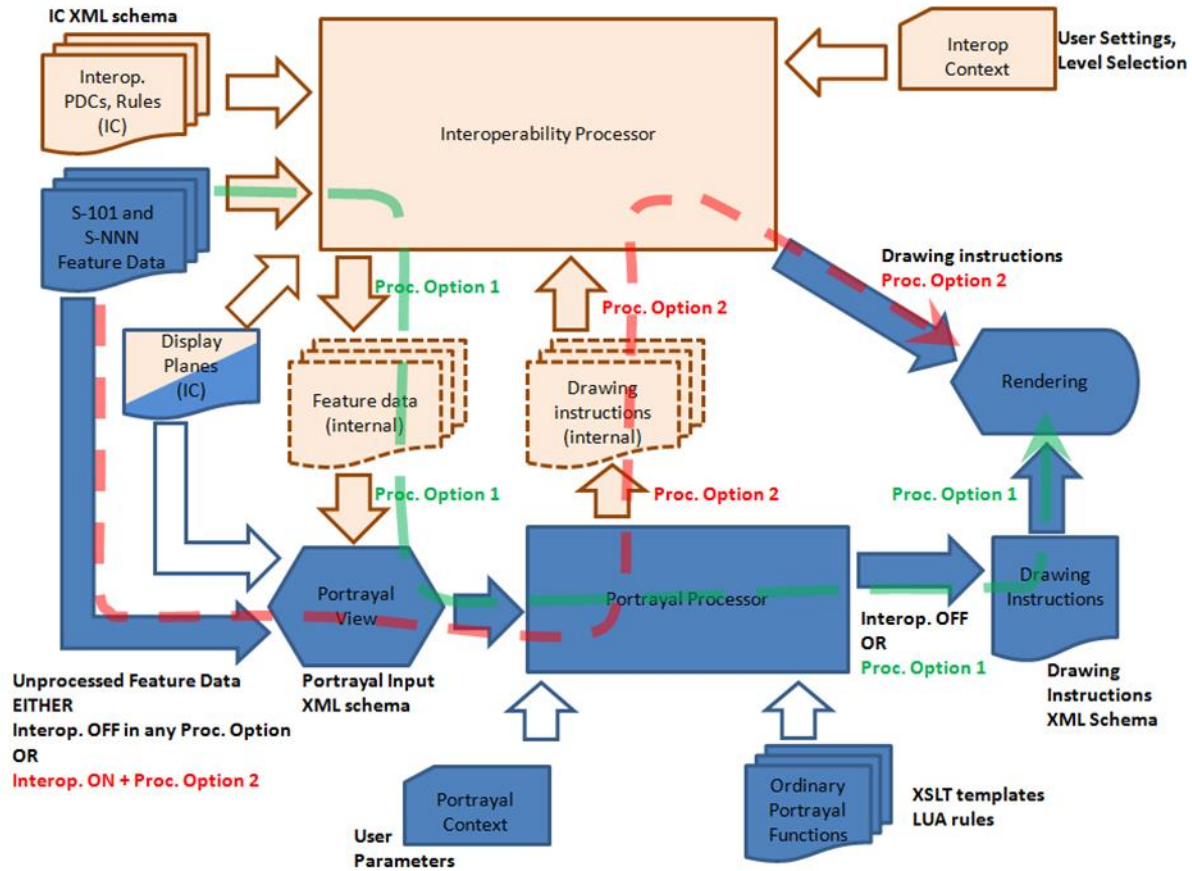 IC XML schema
Interop.
PDCs, Rules
(IC)
Interoperability Processor
Interop
Context
User Settings,
Level Selection
S-101 and
S-NNN
Feature Data
Proc. Option 1
Proc. Option 2
Drawing instructions
Proc. Option 2
Display
Planes
(IC)
Feature data
(internal)
Drawing
instructions
(internal)
Rendering
Proc. Option 1
Proc. Option 2
Proc. Option 1
Portrayal
View
Portrayal Processor
Drawing
Instructions
Interop. OFF
OR
Proc. Option 1
Unprocessed Feature Data
EITHER
Interop. OFF in any Proc. Option
OR
Interop. ON + Proc. Option 2
Portrayal Input
XML schema
Drawing
Instructions
XML Schema
Portrayal
Context
User
Parameters
Ordinary
Portrayal
Functions
XSLT templates
LUA rules